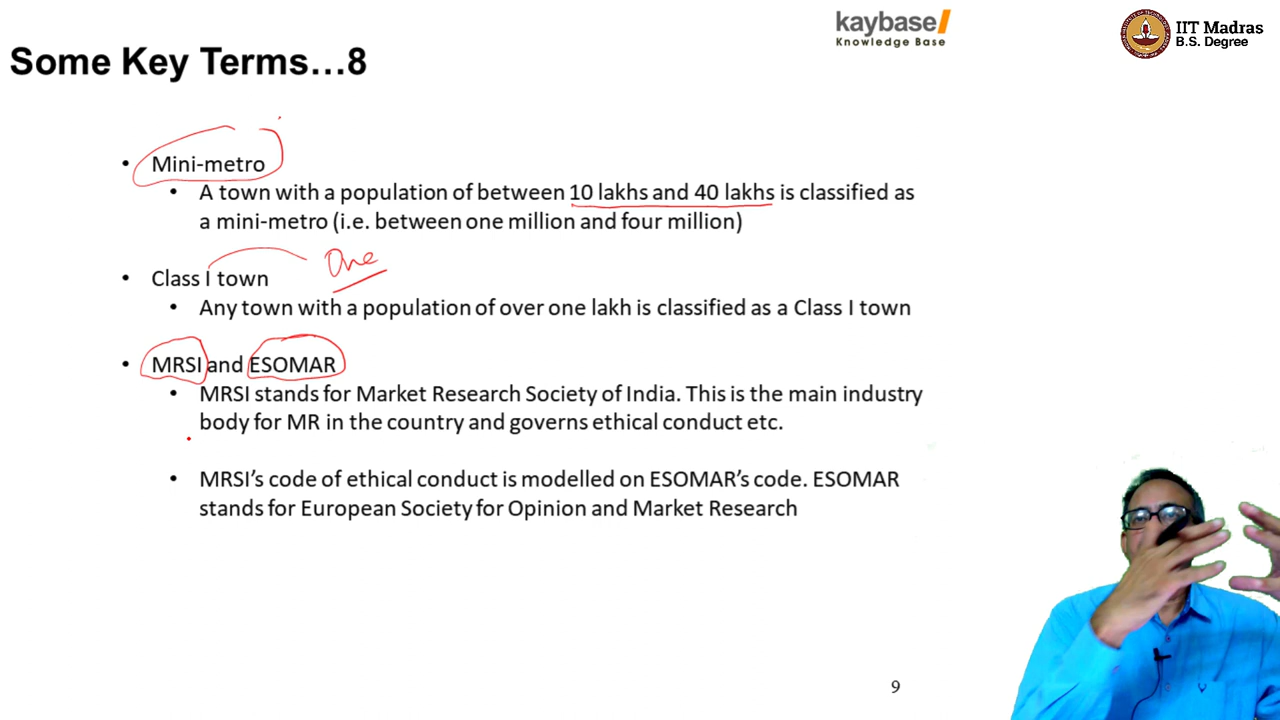 kaybase/
Knowledge Base
IIT Madras
B.S. Degree
Some Key Terms...8
• Mini-metro
• A town with a population of between 10 lakhs and 40 lakhs is classified as
a mini-metro (i.e. between one million and four million)
• Class I town
One
• Any town with a population of over one lakh is classified as a Class I town
• MRSI and ESOMAR
• MRSI stands for Market Research Society of India. This is the main industry
body for MR in the country and governs ethical conduct etc.
• MRSI’s code of ethical conduct is modelled on ESOMAR’s code. ESOMAR
stands for European Society for Opinion and Market Research
9